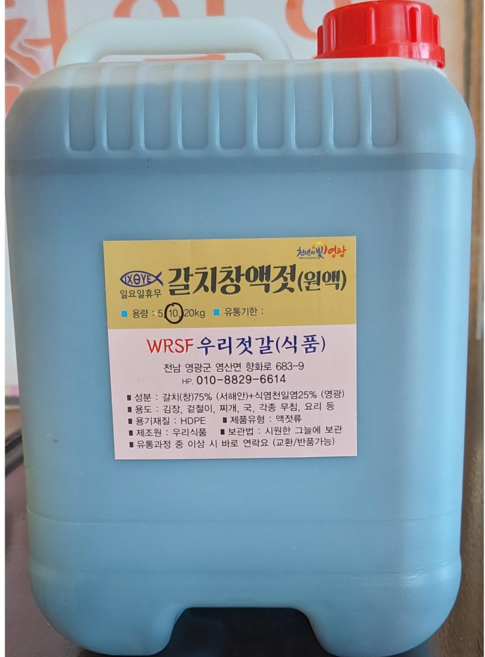 천년의빛영광
ΙΧΘΥΕ 갈치창액젓(원액)
일요일휴무
■ 용량 : 5, 10, 20kg ■ 유통기한 :
WRSF 우리젓갈(식품)
전남 영광군 염산면 향화로 683-9
HP. 010-8829-6614
■ 성분 : 갈치(창)75% (서해안)+식염천일염25% (영광)
■ 용도 : 김장, 겉절이, 찌개, 국, 각종 무침, 요리 등
■ 용기재질 : HDPE ■ 제품유형 : 액젓류
■ 제조원 : 우리식품 ■ 보관법 : 시원한 그늘에 보관
■ 유통과정 중 이상 시 바로 연락요 (교환/반품가능)